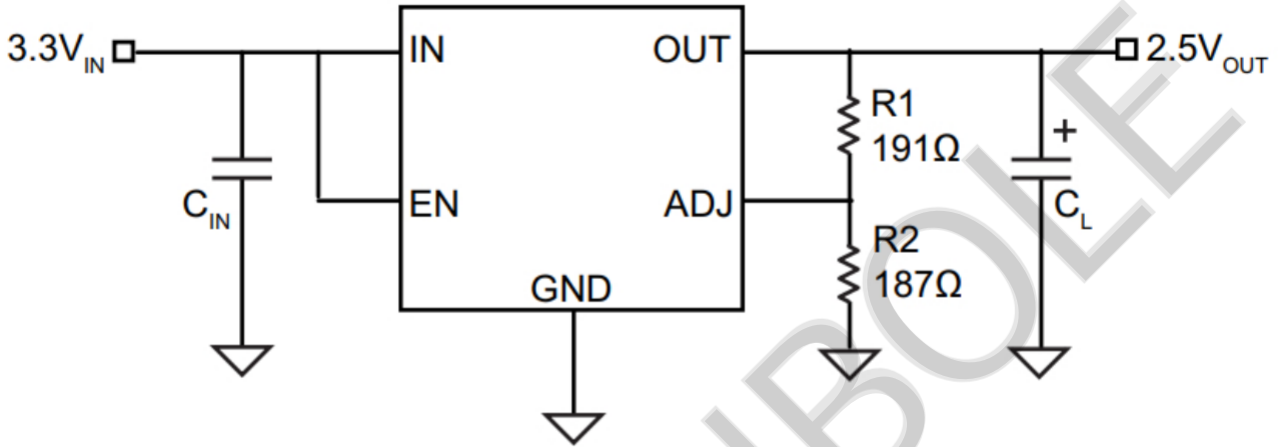 3.3VIN
IN
OUT
2.5VOUT
R1
191Ω
+
CIN
EN
ADJ
CL
R2
187Ω
GND